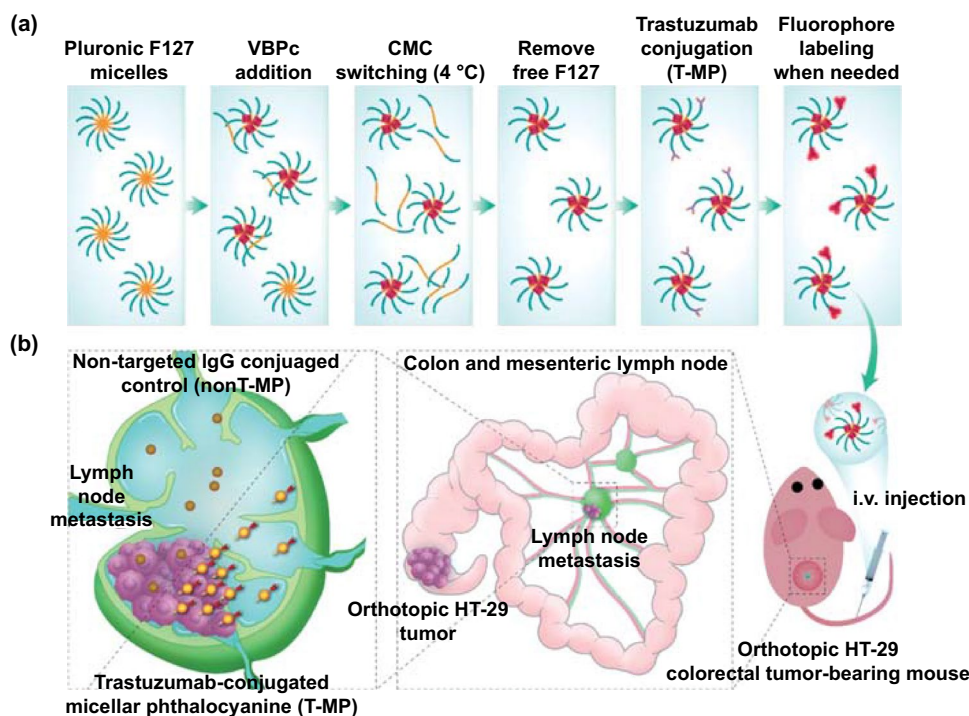 (a)
Pluronic F127
micelles
VBPc
addition
CMC
switching (4 °C)
Remove
free F127
Trastuzumab
conjugation
(T-MP)
Fluorophore
labeling
when needed
(b)
Non-targeted IgG conjuaged
control (nonT-MP)
Lymph
node
metastasis
Trastuzumab-conjugated
micellar phthalocyanine (T-MP)
Colon and mesenteric lymph node
Lymph node
metastasis
Orthotopic HT-29
tumor
i.v. injection
Orthotopic HT-29
colorectal tumor-bearing mouse